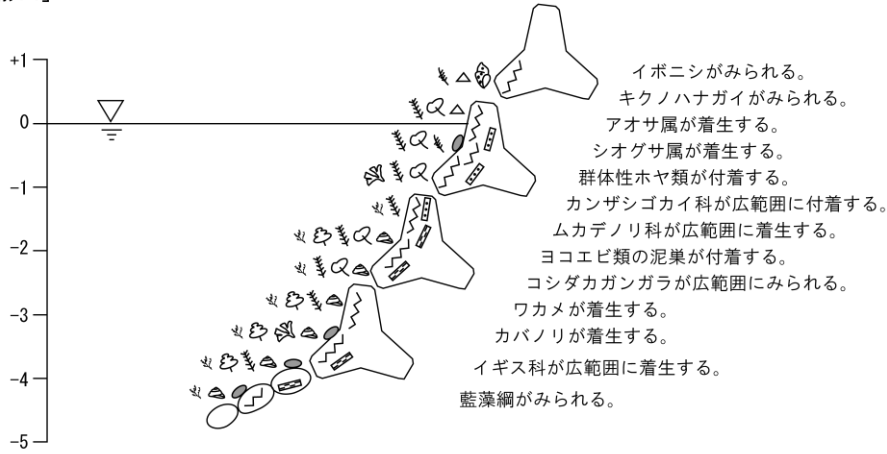 +1
0
-1
-2
-3
-4
-5
イボニシがみられる。
キクノハナガイがみられる。
アオサ属が着生する。
シオグサ属が着生する。
群体性ホヤ類が付着する。
カンザシゴカイ科が広範囲に付着する。
ムカデノリ科が広範囲に着生する。
ヨコエビ類の泥巣が付着する。
コシダカガンガラが広範囲にみられる。
ワカメが着生する。
カバノリが着生する。
イギス科が広範囲に着生する。
藍藻綱がみられる。